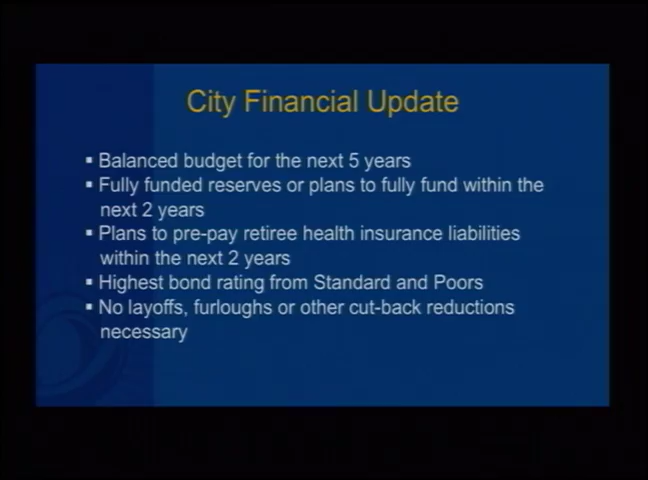 City Financial Update
▪ Balanced budget for the next 5 years
▪ Fully funded reserves or plans to fully fund within the
next 2 years
▪ Plans to pre-pay retiree health insurance liabilities
within the next 2 years
▪ Highest bond rating from Standard and Poors
▪ No layoffs, furloughs or other cut-back reductions
necessary